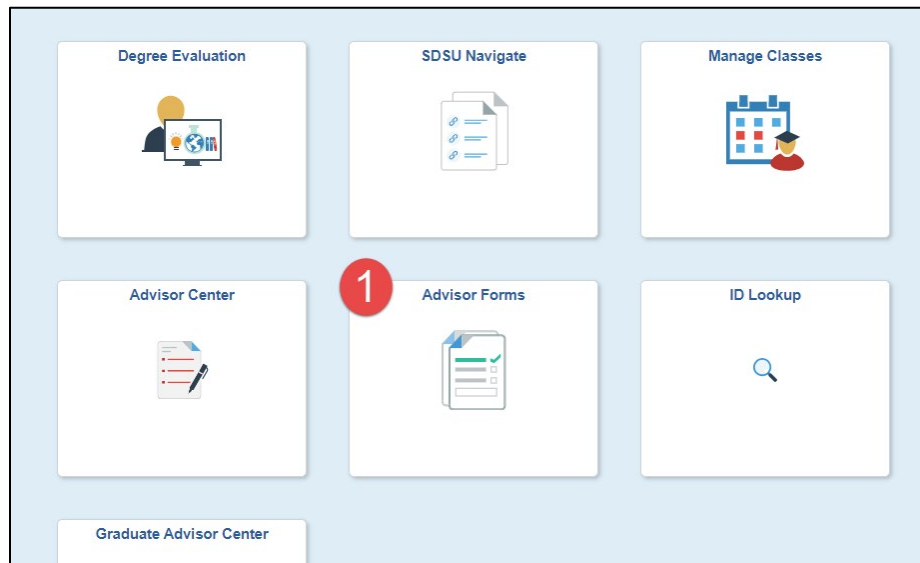 Degree Evaluation
SDSU Navigate
Manage Classes
Advisor Center
1
Advisor Forms
ID Lookup
Graduate Advisor Center